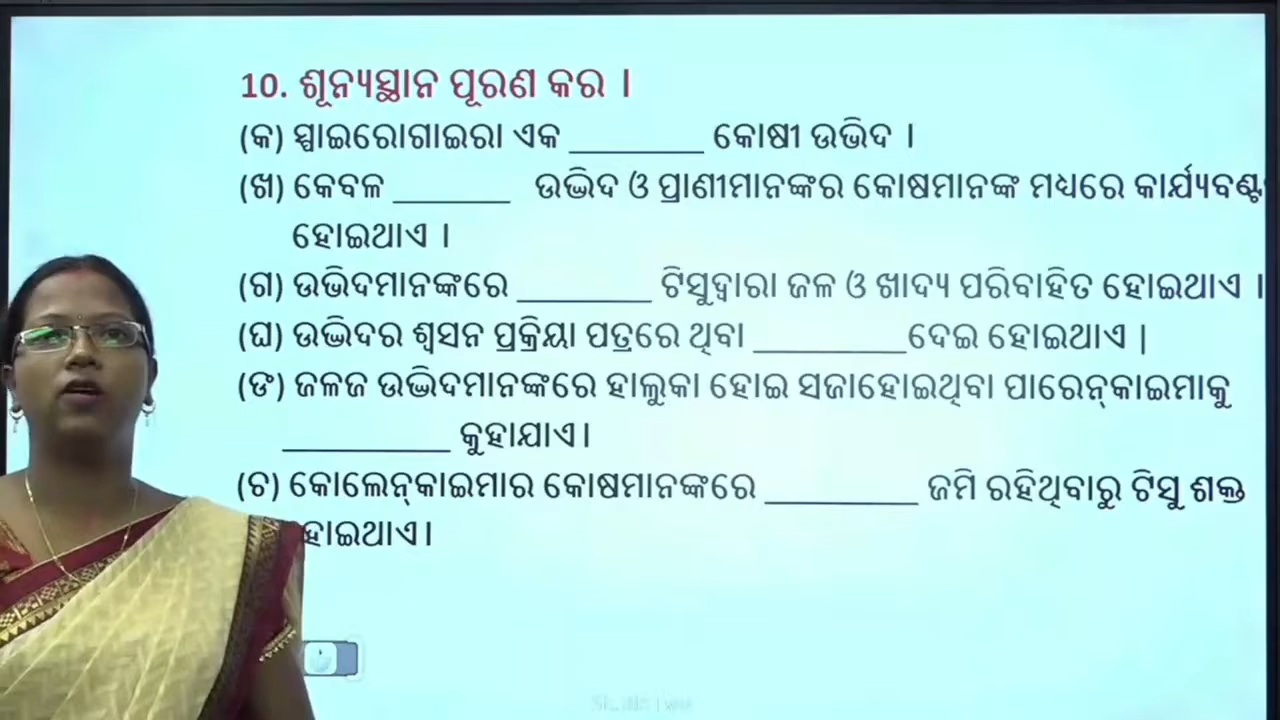 10. ଶୂନ୍ୟସ୍ଥାନ ପୂରଣ କର ।
(କ) ସ୍ପାଇରୋଗାଇରା ଏକ ________ କୋଷୀ ଉଦ୍ଭିଦ ।
(ଖ) କେବଳ _______ ଉଦ୍ଭିଦ ଓ ପ୍ରାଣୀମାନଙ୍କର କୋଷମାନଙ୍କ ମଧ୍ୟରେ
ହୋଇଥାଏ ।
(ଗ) ଉଦ୍ଭିଦମାନଙ୍କରେ ________ ଟିସୁଦ୍ୱାରା ଜଳ ଓ ଖାଦ୍ୟ ପରିବାହିତ ହୋଇଥାଏ ।
(ଘ) ଉଦ୍ଭିଦର ଶ୍ୱସନ ପ୍ରକ୍ରିୟା ପତ୍ରରେ ଥିବା _________ ଦେଇ ହୋଇଥାଏ |
(ଙ) ଜଳଜ ଉଦ୍ଭିଦମାନଙ୍କରେ ହାଲୁକା ହୋଇ ସଜାହୋଇଥିବା ପାରେନ୍‌କାଇମାକୁ
__________ କୁହାଯାଏ।
(ଚ) କୋଲେନ୍‌କାଇମାର କୋଷମାନଙ୍କରେ _________ ଜମି ରହିଥିବାରୁ ଟିସୁ ଶକ୍ତ
ହୋଇଥାଏ।